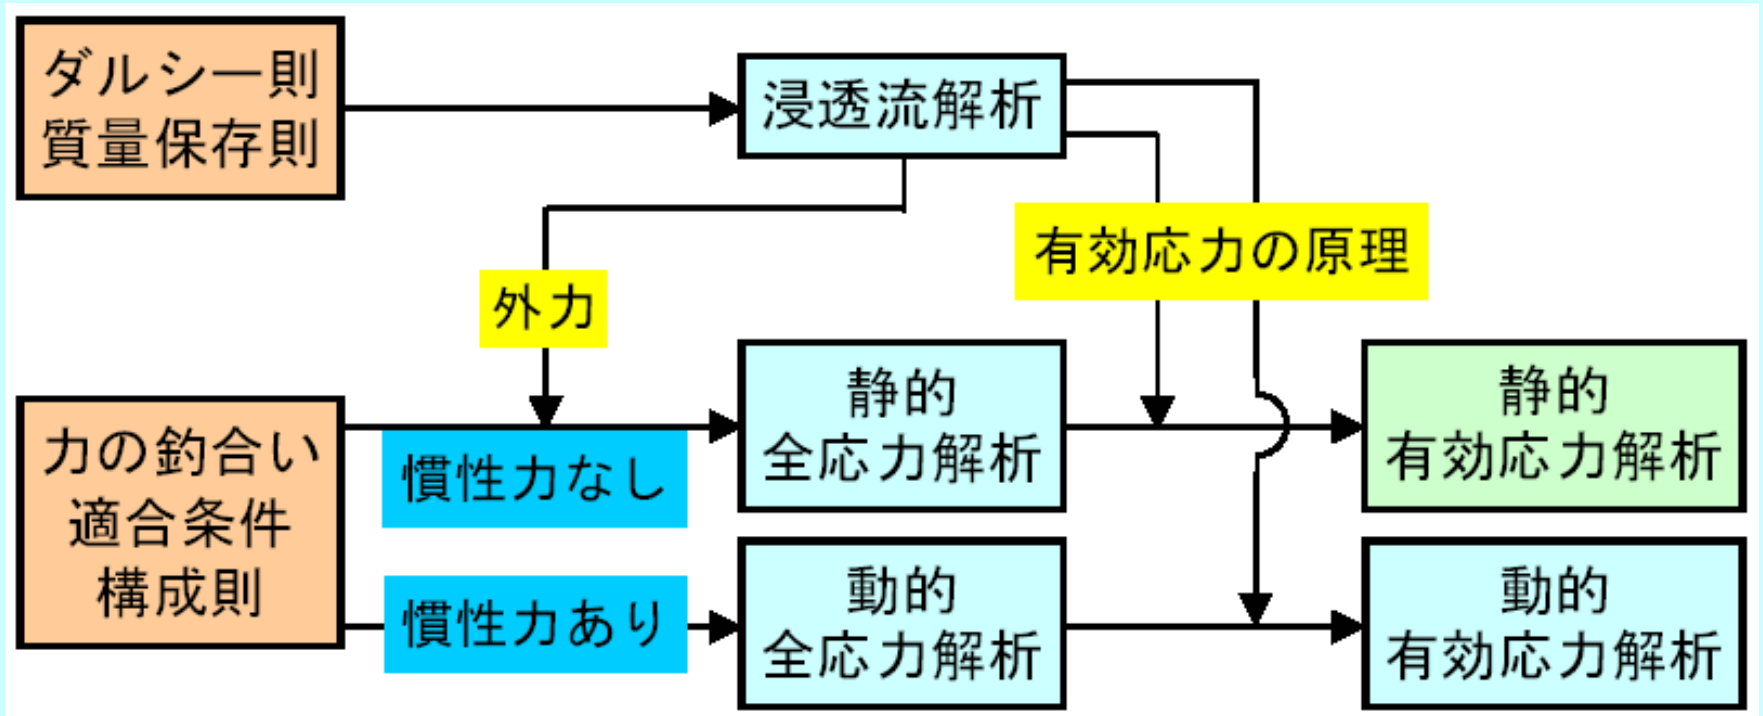 ダルシー則
質量保存則
浸透流解析
有効応力の原理
外力
力の釣合い
適合条件
構成則
慣性力なし
静的
全応力解析
静的
有効応力解析
慣性力あり
動的
全応力解析
動的
有効応力解析